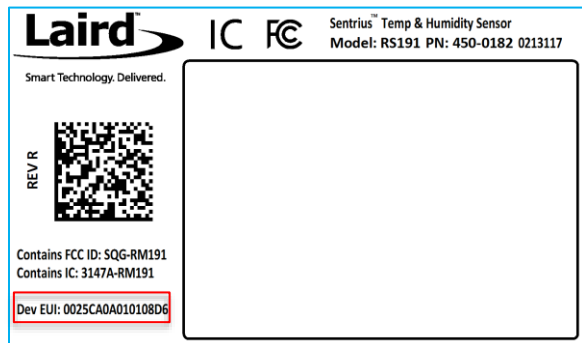 Laird™
Smart Technology. Delivered.
IC FC
Sentrius™ Temp & Humidity Sensor
Model: RS191 PN: 450-0182 0213117
REV R
Contains FCC ID: SQG-RM191
Contains IC: 3147A-RM191
Dev EUI: 0025CA0A010108D6